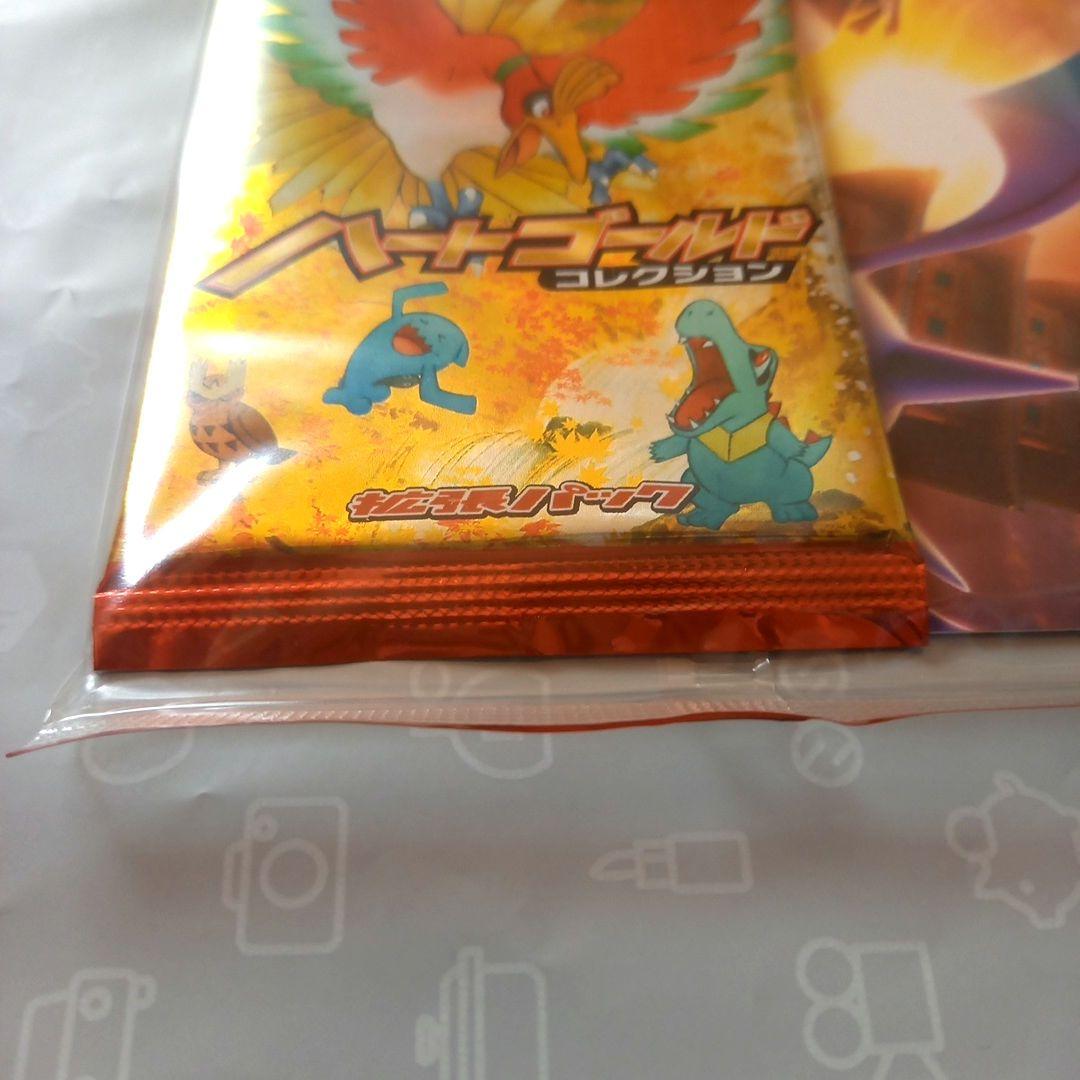 ハートゴールド
コレクション
拡張パック